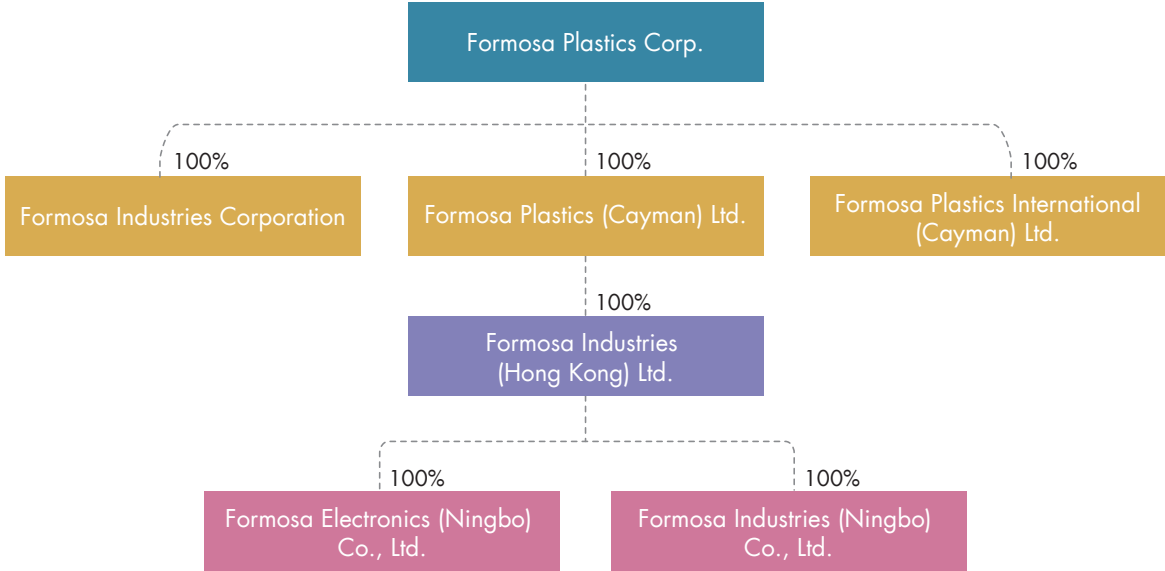 Formosa Plastics Corp.
100%
100%
100%
Formosa Industries Corporation
Formosa Plastics (Cayman) Ltd.
Formosa Plastics International
(Cayman) Ltd.
100%
Formosa Industries
(Hong Kong) Ltd.
100%
100%
Formosa Electronics (Ningbo)
Co., Ltd.
Formosa Industries (Ningbo)
Co., Ltd.